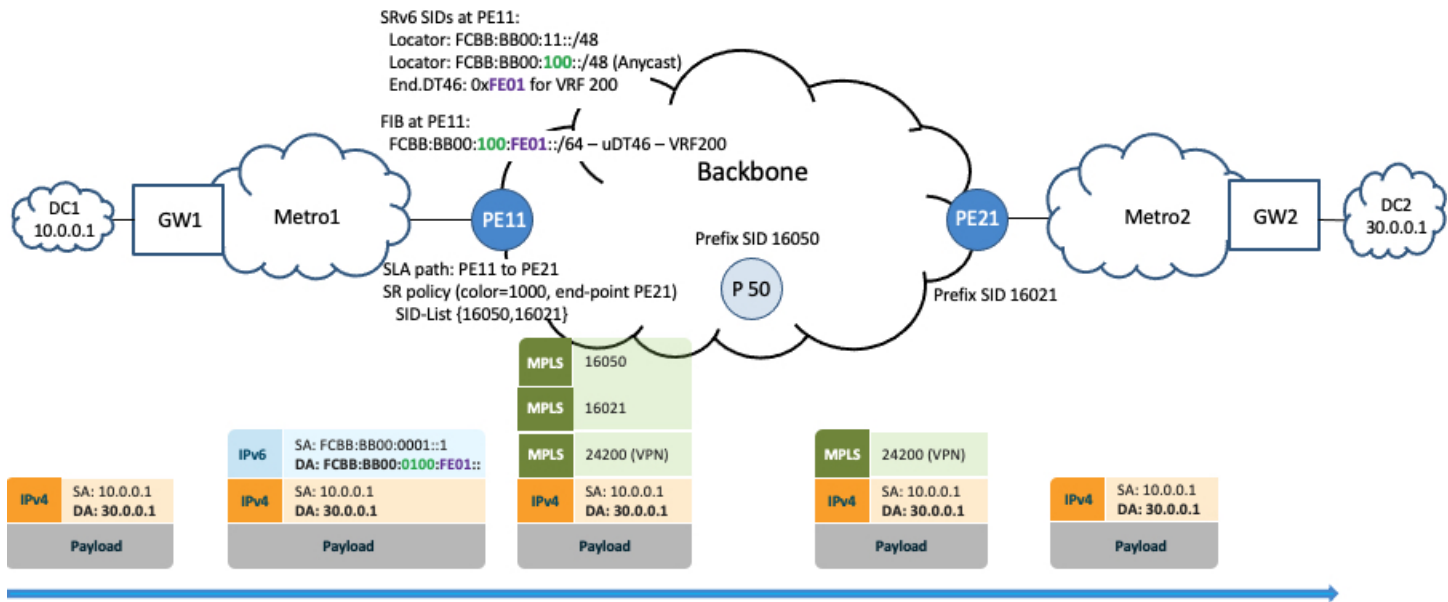 SRv6 SIDs at PE11:
Locator: FCBB:BB00:11::/48
Locator: FCBB:BB00:100::/48 (Anycast)
End.DT46: 0xFE01 for VRF 200
FIB at PE11:
FCBB:BB00:100:FE01::/64 – uDT46 – VRF200
Backbone
DC1
10.0.0.1
GW1
Metro1
PE11
PE21
Metro2
GW2
DC2
30.0.0.1
Prefix SID 16050
P 50
SLA path: PE11 to PE21
SR policy (color=1000, end-point PE21)
SID-List {16050,16021}
Prefix SID 16021
MPLS 16050
MPLS 16021
IPv6
SA: FCBB:BB00:0001::1
DA: FCBB:BB00:0100:FE01::
MPLS 24200 (VPN)
MPLS 24200 (VPN)
IPv4
SA: 10.0.0.1
DA: 30.0.0.1
IPv4
SA: 10.0.0.1
DA: 30.0.0.1
IPv4
SA: 10.0.0.1
DA: 30.0.0.1
IPv4
SA: 10.0.0.1
DA: 30.0.0.1
IPv4
SA: 10.0.0.1
DA: 30.0.0.1
Payload
Payload
Payload
Payload
Payload